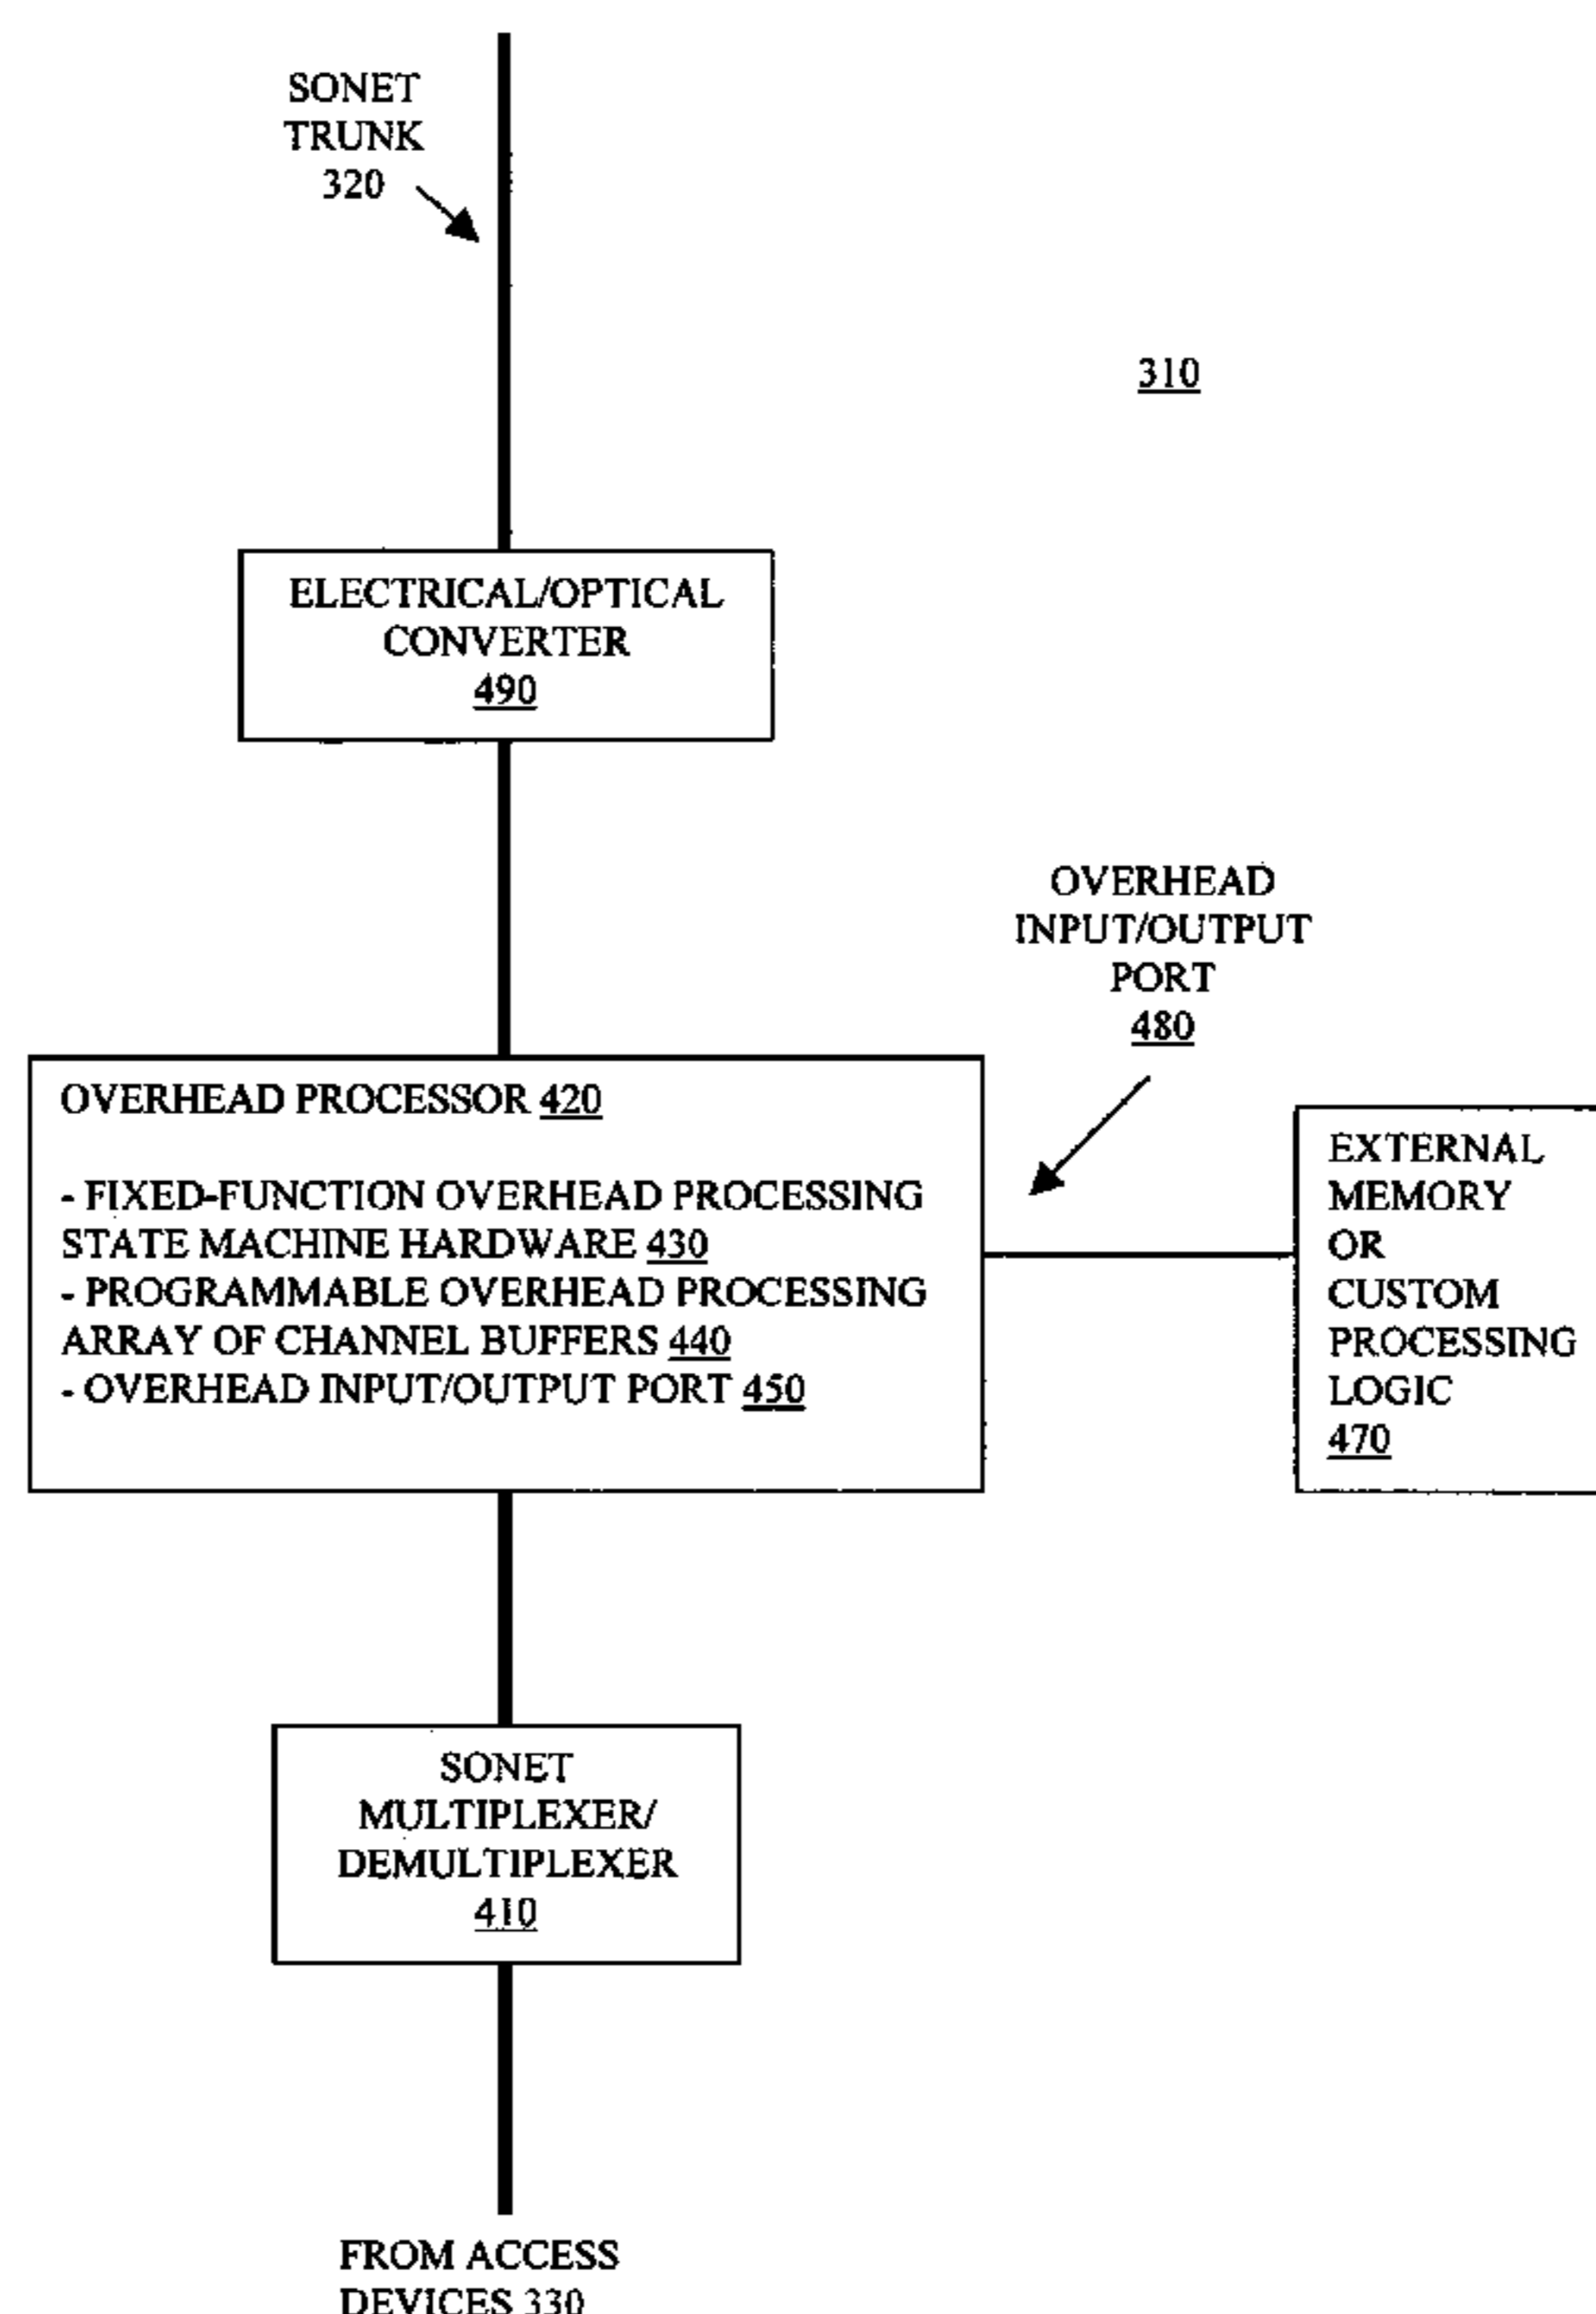 SONET
TRUNK
320
310
ELECTRICAL/OPTICAL
CONVERTER
490
OVERHEAD
INPUT/OUTPUT
PORT
480
OVERHEAD PROCESSOR 420
- FIXED-FUNCTION OVERHEAD PROCESSING
STATE MACHINE HARDWARE 430
- PROGRAMMABLE OVERHEAD PROCESSING
ARRAY OF CHANNEL BUFFERS 440
- OVERHEAD INPUT/OUTPUT PORT 450
EXTERNAL
MEMORY
OR
CUSTOM
PROCESSING
LOGIC
470
SONET
MULTIPLEXER/
DEMULTIPLEXER
410
FROM ACCESS
DEVICES 330